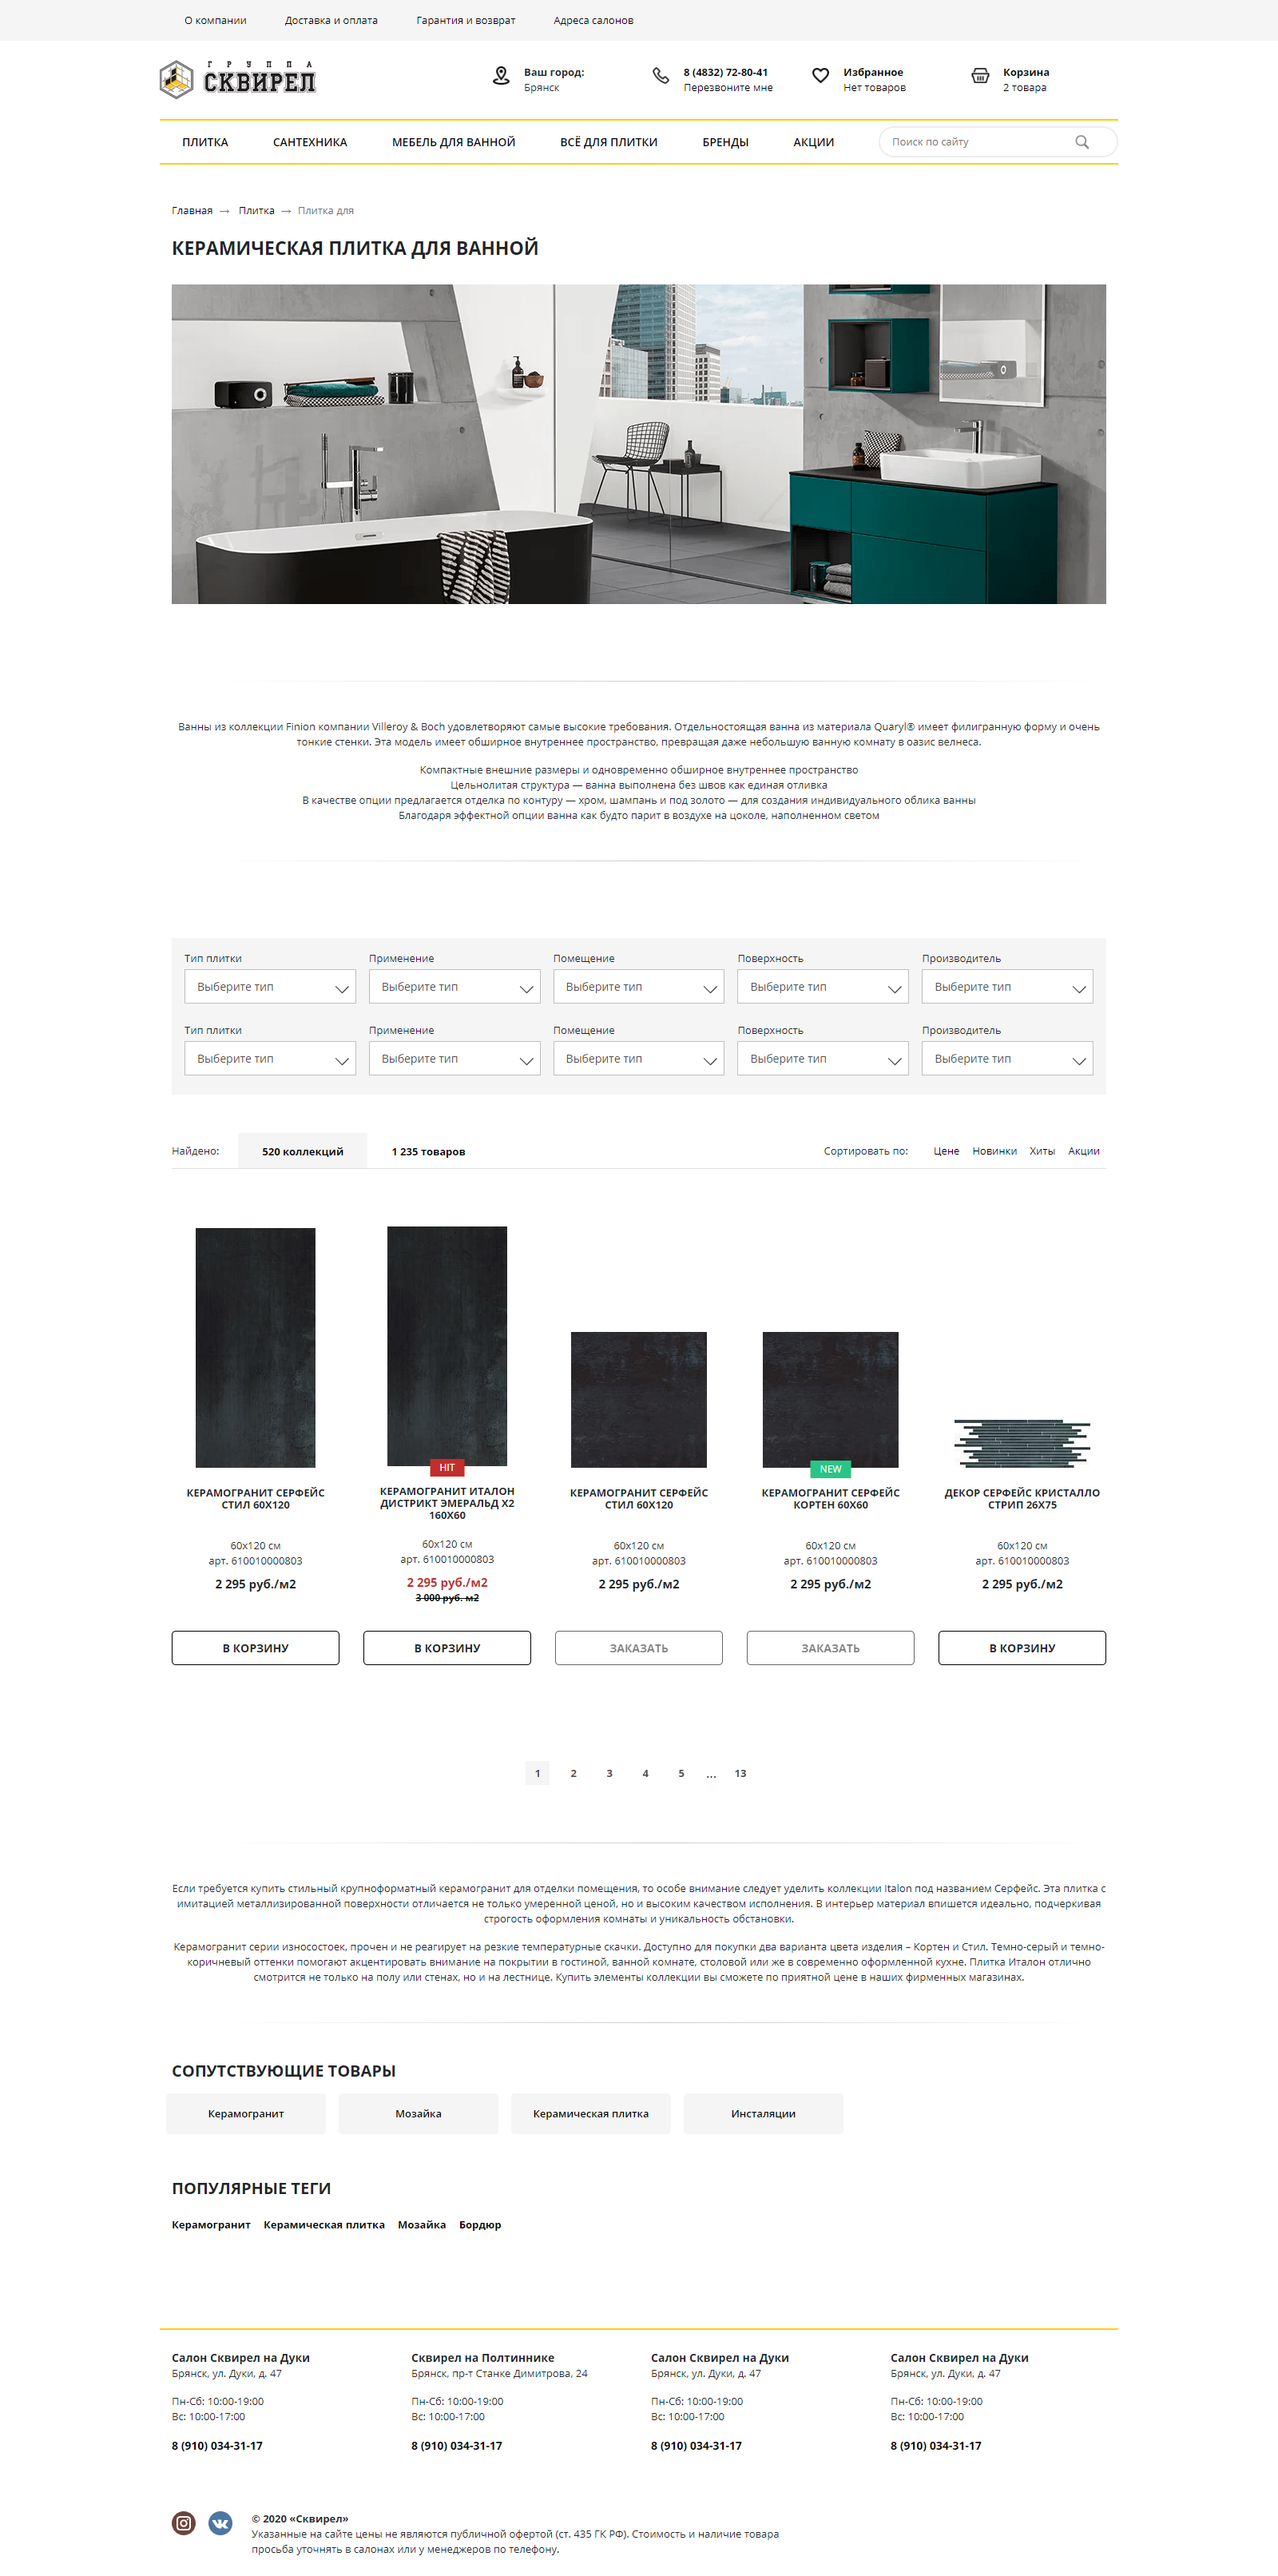 О компании
Доставка и оплата
Гарантия и возврат
Адреса салонов
ГРУППА
СКВИРЕЛ
Ваш город:
Брянск
8 (4832) 72-80-41
Перезвоните мне
Избранное
Нет товаров
Корзина
2 товара
ПЛИТКА
САНТЕХНИКА
МЕБЕЛЬ ДЛЯ ВАННОЙ
ВСЁ ДЛЯ ПЛИТКИ
БРЕНДЫ
АКЦИИ
Поиск по сайту
Главная → Плитка → Плитка для
КЕРАМИЧЕСКАЯ ПЛИТКА ДЛЯ ВАННОЙ
Ванны из коллекции Finion компании Villeroy & Boch удовлетворяют самые высокие требования. Отдельностоящая ванна из материала Quaryl® имеет филигранную форму и очень
тонкие стенки. Эта модель имеет обширное внутреннее пространство, превращая даже небольшую ванную комнату в оазис велнеса.
Компактные внешние размеры и одновременно обширное внутреннее пространство
Цельнолитая структура — ванна выполнена без швов как единая отливка
В качестве опции предлагается отделка по контуру — хром, шампань и под золото — для создания индивидуального облика ванны
Благодаря эффектной опции ванна как будто парит в воздухе на цоколе, наполненном светом
Тип плитки
Применение
Помещение
Поверхность
Производитель
Выберите тип
Выберите тип
Выберите тип
Выберите тип
Выберите тип
Тип плитки
Применение
Помещение
Поверхность
Производитель
Выберите тип
Выберите тип
Выберите тип
Выберите тип
Выберите тип
Найдено:
520 коллекций
1 235 товаров
Сортировать по:
Цене
Новинки
Хиты
Акции
КЕРАМОГРАНИТ СЕРФЕЙС
СТИЛ 60X120
60x120 см
арт. 610010000803
2 295 руб./м2
В КОРЗИНУ
HIT
КЕРАМОГРАНИТ ИТАЛОН
ДИСТРИКТ ЭМЕРАЛЬД X2
160X60
60x120 см
арт. 610010000803
2 295 руб./м2
3 000 руб. м2
В КОРЗИНУ
КЕРАМОГРАНИТ СЕРФЕЙС
СТИЛ 60X120
60x120 см
арт. 610010000803
2 295 руб./м2
ЗАКАЗАТЬ
NEW
КЕРАМОГРАНИТ СЕРФЕЙС
КОРТЕН 60X60
60x120 см
арт. 610010000803
2 295 руб./м2
ЗАКАЗАТЬ
ДЕКОР СЕРФЕЙС КРИСТАЛЛО
СТРИП 26X75
60x120 см
арт. 610010000803
2 295 руб./м2
В КОРЗИНУ
1 2 3 4 5 ... 13
Если требуется купить стильный крупноформатный керамогранит для отделки помещения, то особе внимание следует уделить коллекции Italon под названием Серфейс. Эта плитка с
имитацией металлизированной поверхности отличается не только умеренной ценой, но и высоким качеством исполнения. В интерьер материал впишется идеально, подчеркивая
строгость оформления комнаты и уникальность обстановки.
Керамогранит серии износостоек, прочен и не реагирует на резкие температурные скачки. Доступно для покупки два варианта цвета изделия – Кортен и Стил. Темно-серый и темно-
коричневый оттенки помогают акцентировать внимание на покрытии в гостиной, ванной комнате, столовой или же в современно оформленной кухне. Плитка Италон отлично
смотрится не только на полу или стенах, но и на лестнице. Купить элементы коллекции вы сможете по приятной цене в наших фирменных магазинах.
СОПУТСТВУЮЩИЕ ТОВАРЫ
Керамогранит
Мозайка
Керамическая плитка
Инсталяции
ПОПУЛЯРНЫЕ ТЕГИ
Керамогранит
Керамическая плитка
Мозайка
Бордюр
Салон Сквирел на Дуки
Брянск, ул. Дуки, д. 47
Пн-Сб: 10:00-19:00
Вс: 10:00-17:00
8 (910) 034-31-17
Сквирел на Полтиннике
Брянск, пр-т Станке Димитрова, 24
Пн-Сб: 10:00-19:00
Вс: 10:00-17:00
8 (910) 034-31-17
Салон Сквирел на Дуки
Брянск, ул. Дуки, д. 47
Пн-Сб: 10:00-19:00
Вс: 10:00-17:00
8 (910) 034-31-17
Салон Сквирел на Дуки
Брянск, ул. Дуки, д. 47
Пн-Сб: 10:00-19:00
Вс: 10:00-17:00
8 (910) 034-31-17
© 2020 «Сквирел»
Указанные на сайте цены не являются публичной офертой (ст. 435 ГК РФ). Стоимость и наличие товара
просьба уточнять в салонах или у менеджеров по телефону.